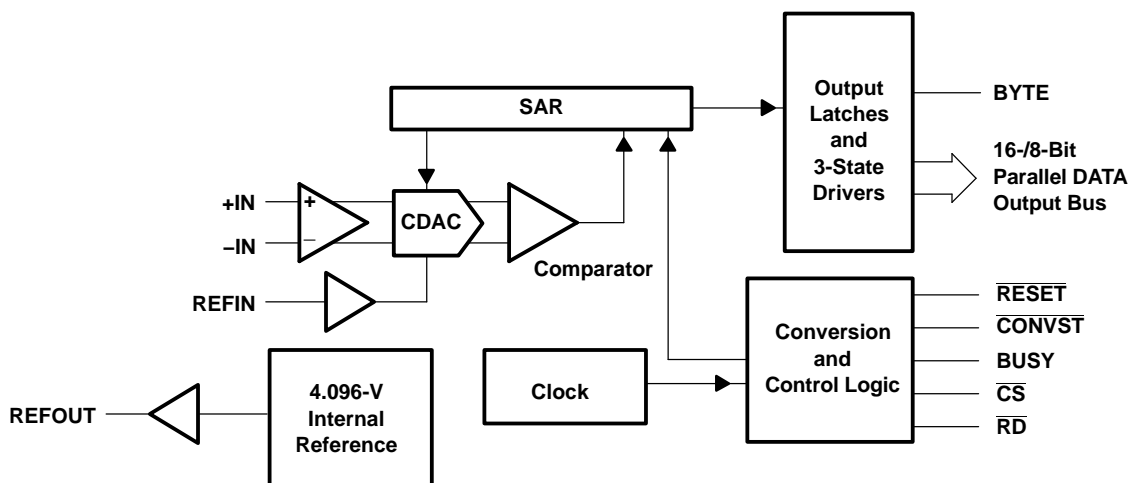 SAR
Output
Latches
and
3-State
Drivers
BYTE
16-/8-Bit
Parallel DATA
Output Bus
+IN
−IN
+
−
CDAC
Comparator
REFIN
Conversion
and
Control Logic
RESET
CONVST
BUSY
CS
RD
Clock
4.096-V
Internal
Reference
REFOUT